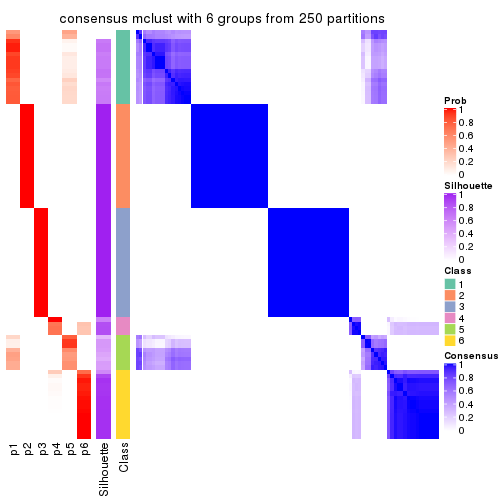 consensus mclust with 6 groups from 250 partitions
Prob
1
0.8
0.6
0.4
0.2
0
Silhouette
1
0.8
0.6
0.4
0.2
0
Class
1
2
3
4
5
6
Consensus
1
0.8
0.6
0.4
0.2
0
p1
p2
p3
p4
p5
p6
Silhouette
Class